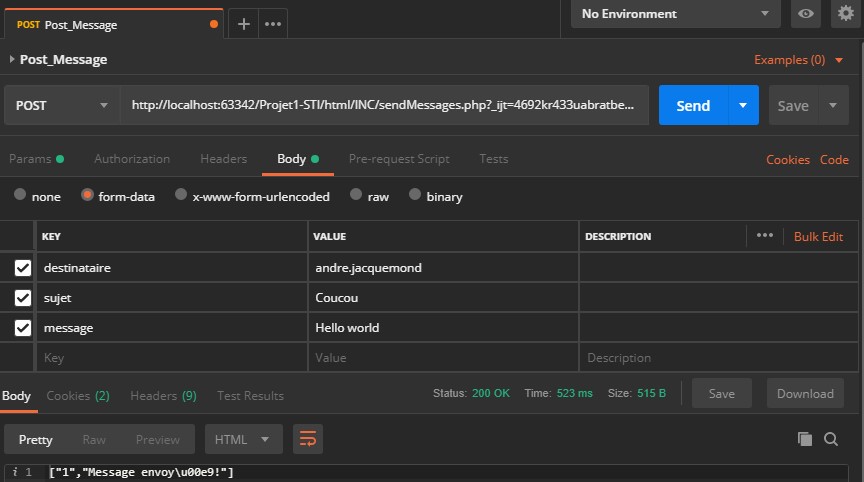 POST Post_Message
No Environment
Post_Message
Examples (0)
POST http://localhost:63342/Projet1-STI/html/INC/sendMessages.php?_ijt=4692kr433uabratbe... Send Save
Params Authorization Headers Body Pre-request Script Tests Cookies Code
none form-data x-www-form-urlencoded raw binary
KEY VALUE DESCRIPTION ••• Bulk Edit
destinataire andre.jacquemond
sujet Coucou
message Hello world
Key Value Description
Body Cookies (2) Headers (9) Test Results Status: 200 OK Time: 523 ms Size: 515 B Save Download
Pretty Raw Preview HTML
i 1 ["1","Message envoy\u00e9!"]